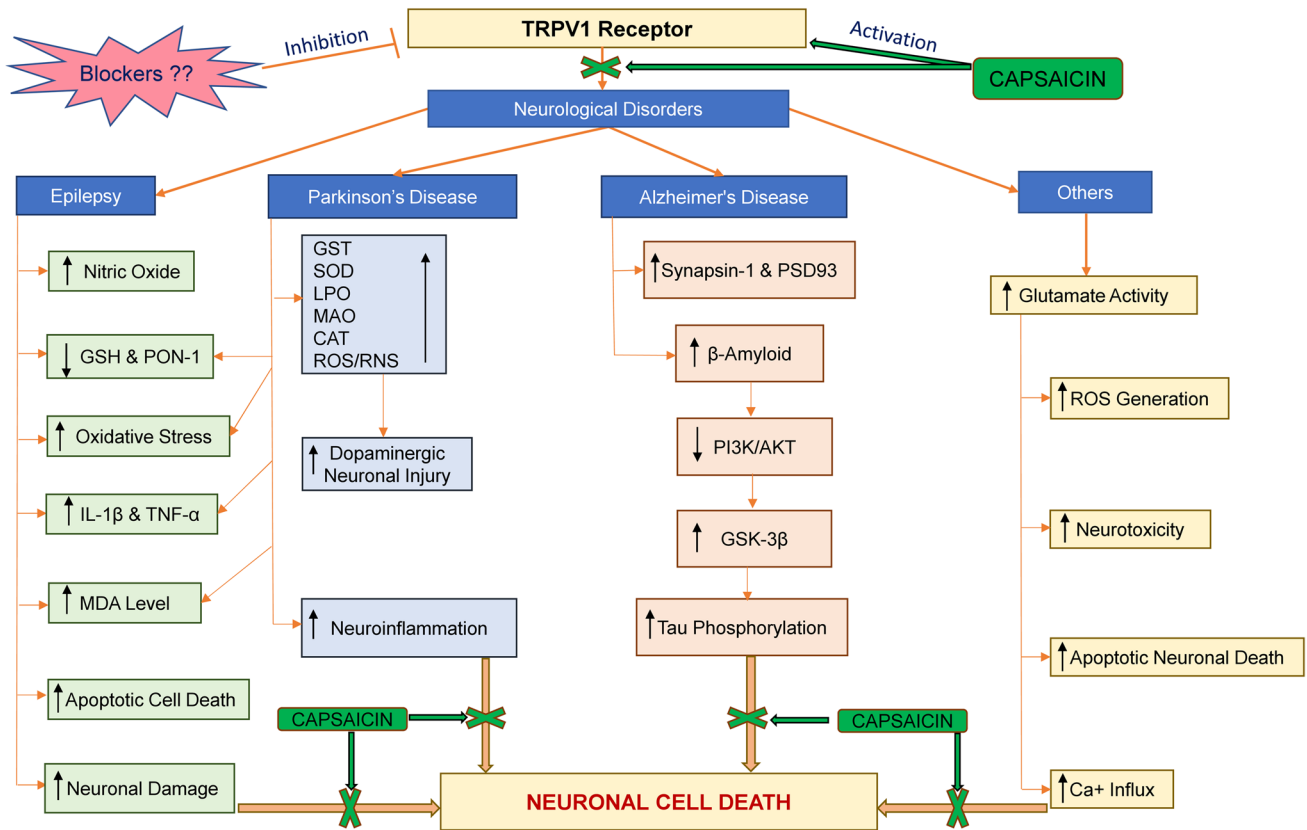 TRPV1 Receptor
Inhibition
Activation
Blockers ??
CAPSAICIN
Neurological Disorders
Epilepsy
Parkinson's Disease
Alzheimer's Disease
Others
Nitric Oxide
GSH & PON-1
Oxidative Stress
IL-1β & TNF-α
MDA Level
Apoptotic Cell Death
Neuronal Damage
GST
SOD
LPO
MAO
CAT
ROS/RNS
Dopaminergic
Neuronal Injury
Neuroinflammation
Synapsin-1 & PSD93
β-Amyloid
PI3K/AKT
GSK-3β
Tau Phosphorylation
Glutamate Activity
ROS Generation
Neurotoxicity
Apoptotic Neuronal Death
Ca+ Influx
CAPSAICIN
CAPSAICIN
NEURONAL CELL DEATH